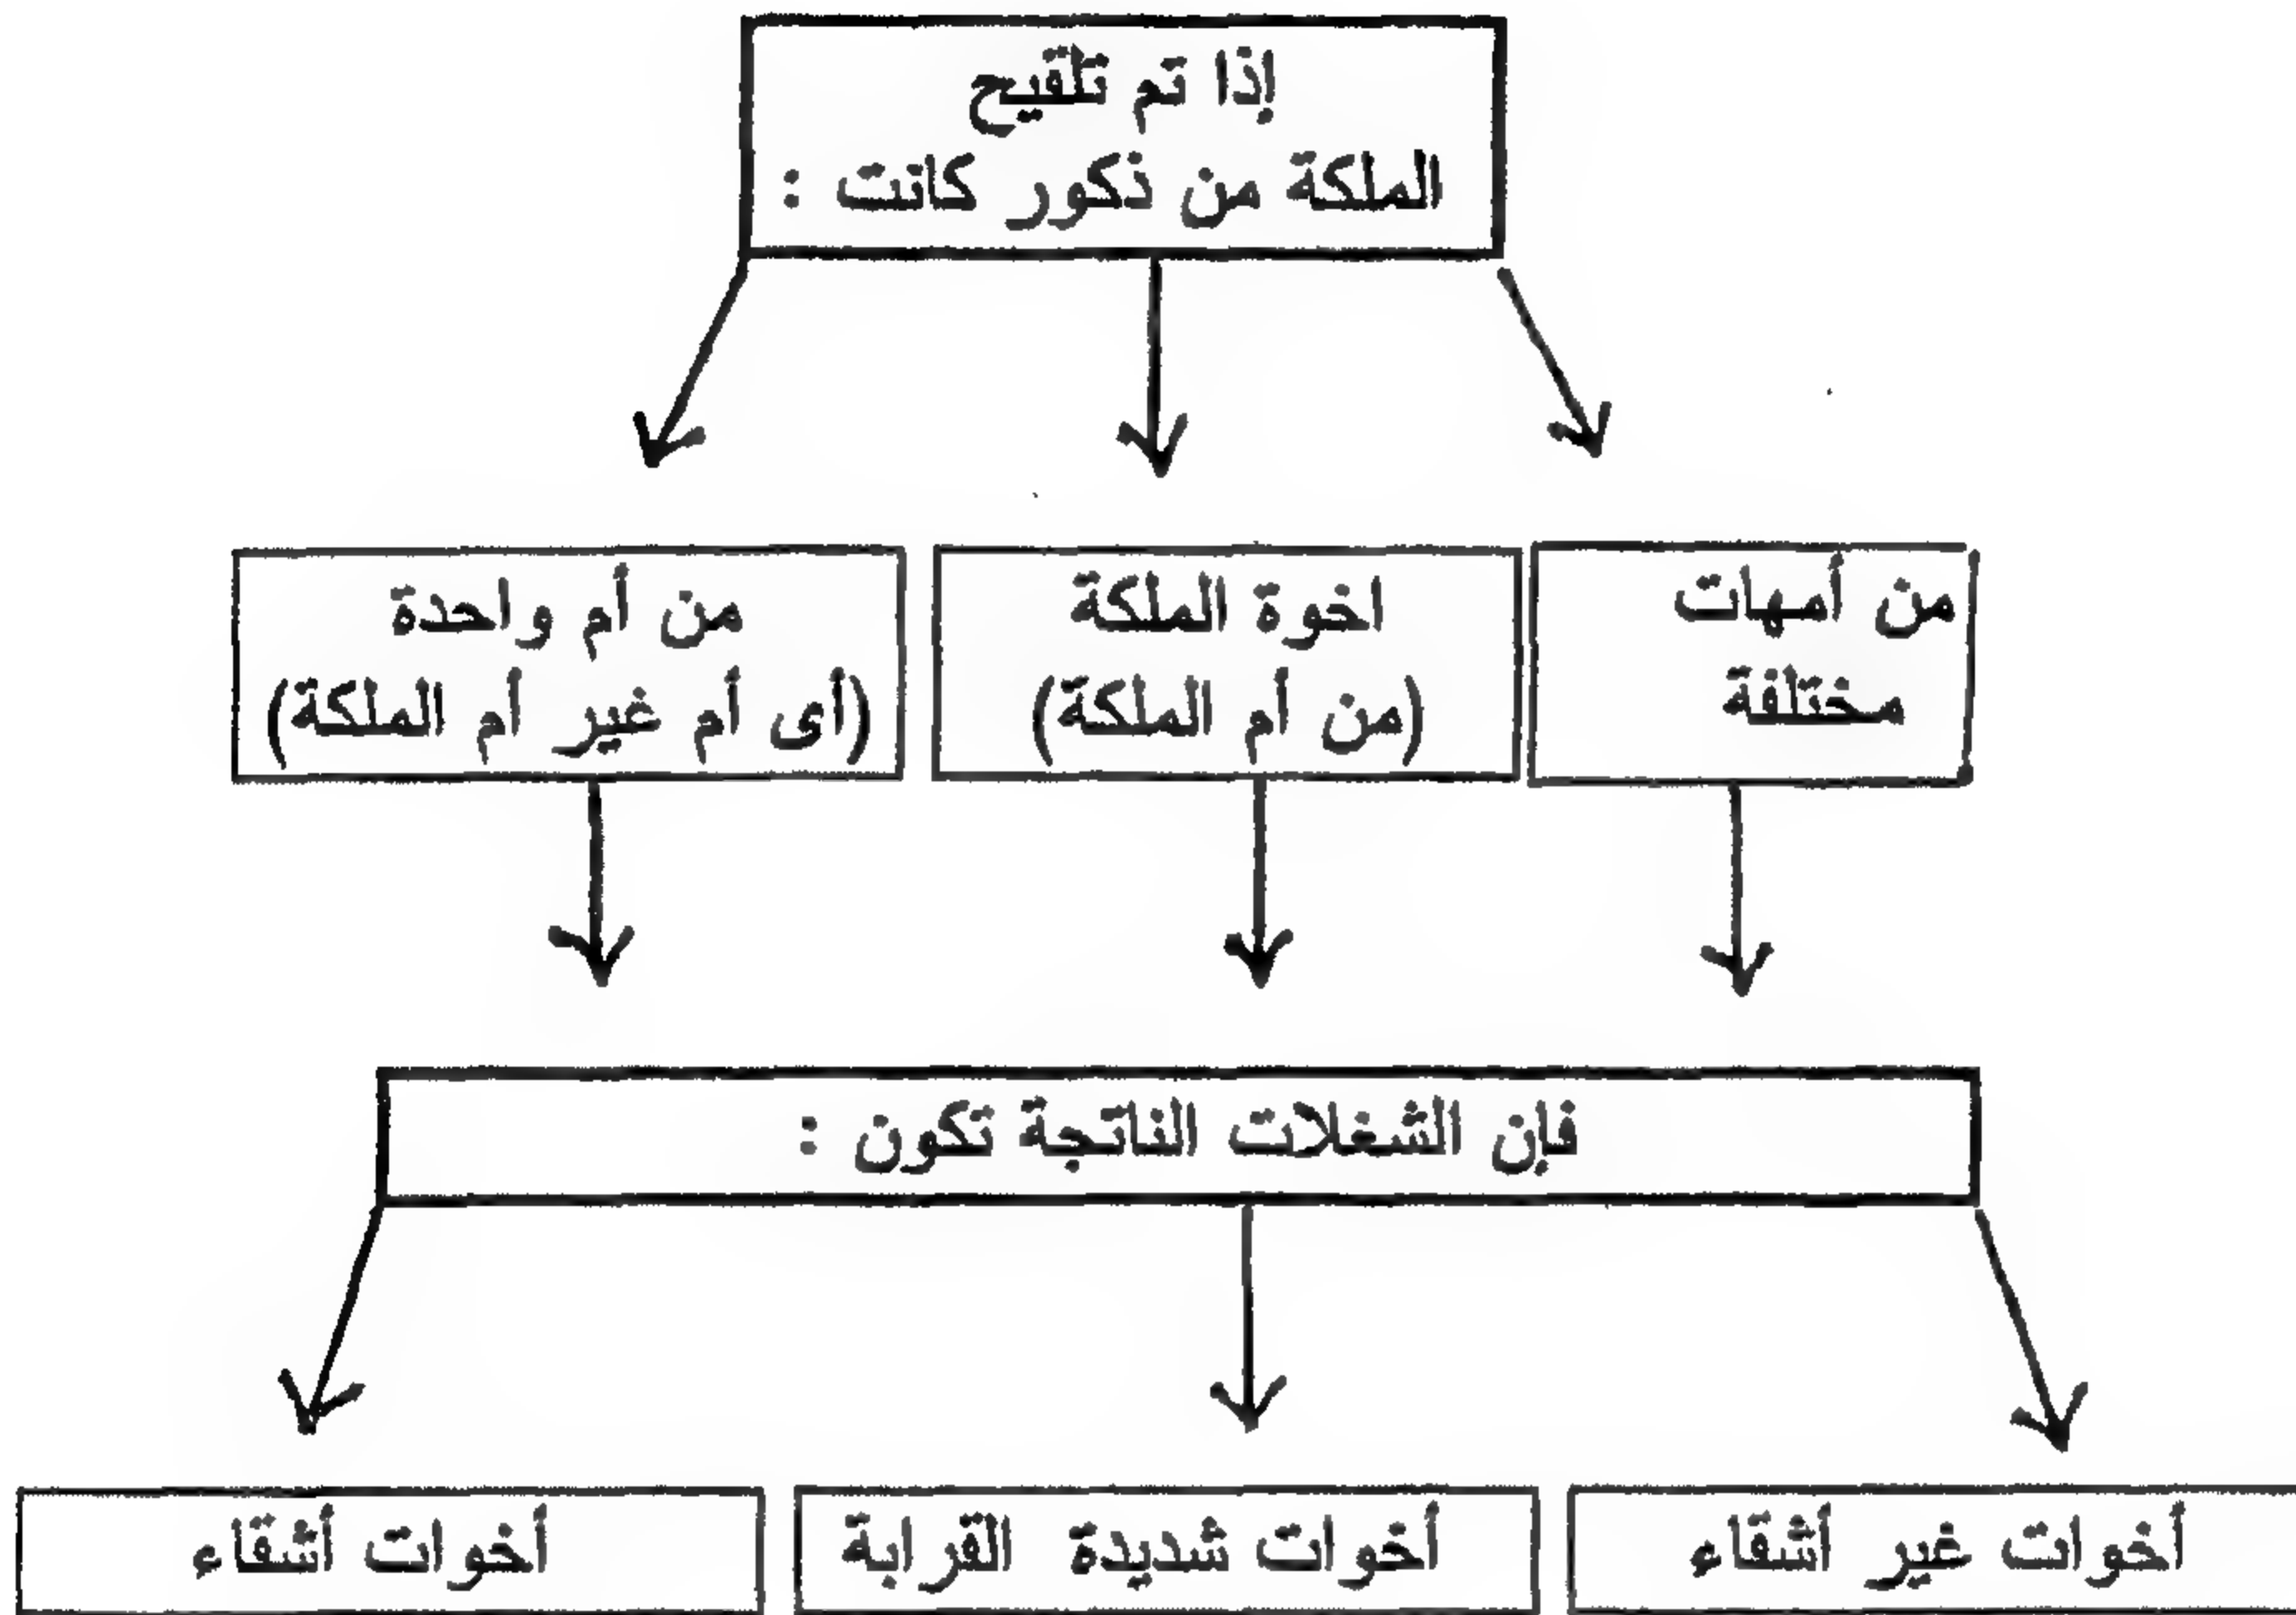 إذا تم تلقيح
الملكة من ذكور كانت :
من أمهات
مختلفة
اخوة الملكة
(من أم الملكة)
من أم واحدة
(أى أم غير أم الملكة)
فإن الشغلات الناتجة تكون :
أخوات غير أشقاء
أخوات شديدة القرابة
أخوات أشقاء